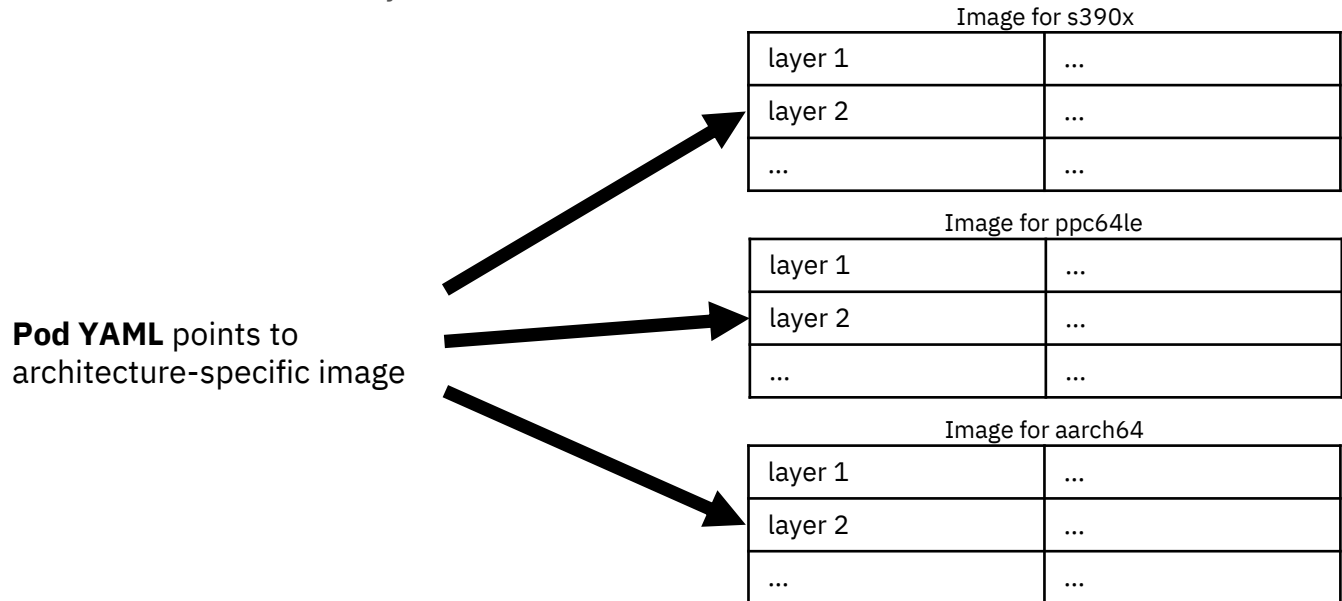 Image for s390x
layer 1 ...
layer 2 ...
... ...
Image for ppc64le
layer 1 ...
layer 2 ...
... ...
Pod YAML points to
architecture-specific image
Image for aarch64
layer 1 ...
layer 2 ...
... ...